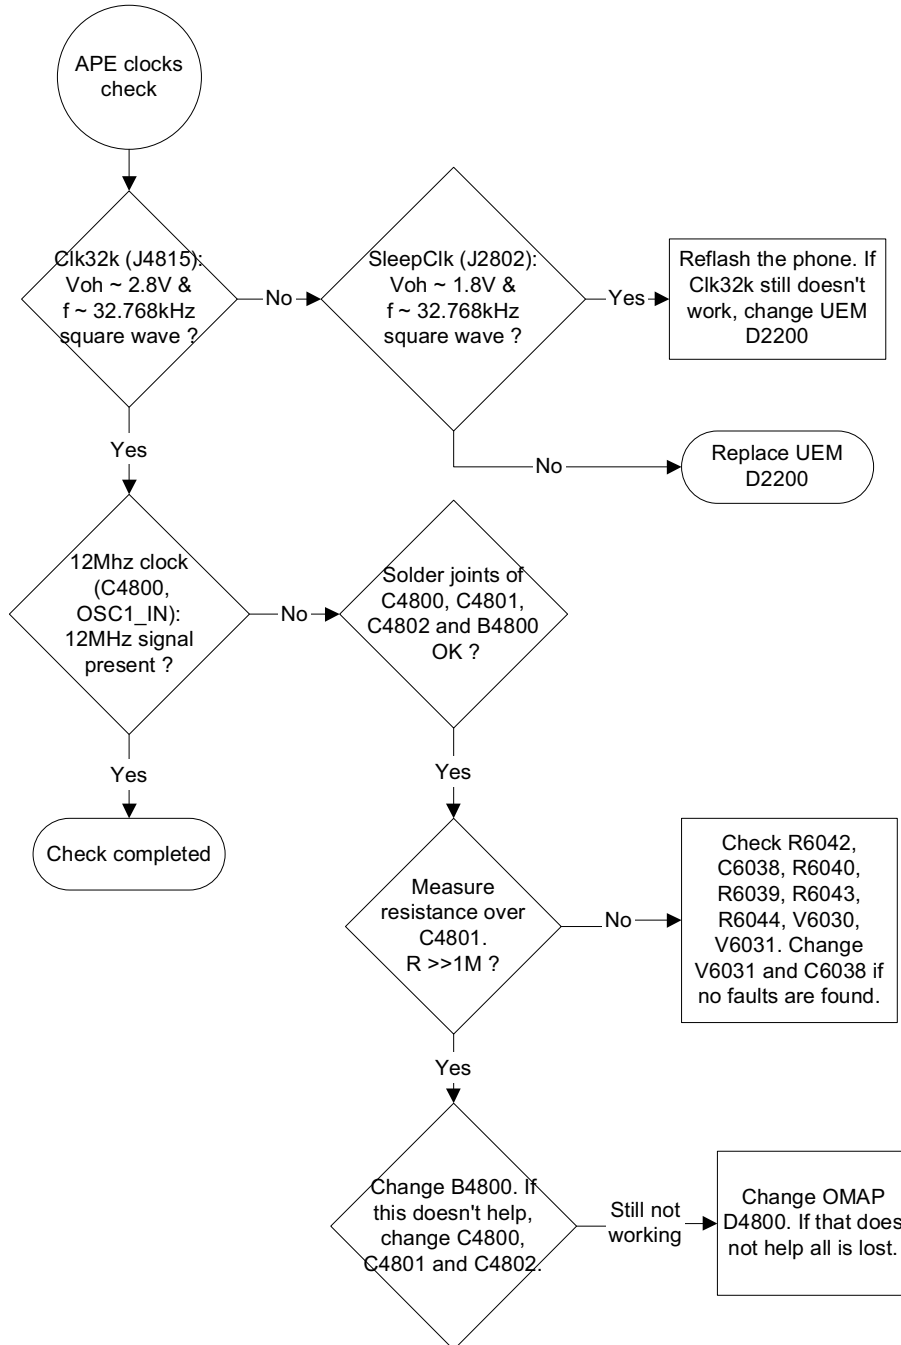 APE clocks
check
Clk32k (J4815):
Voh ~ 2.8V &
f ~ 32.768kHz
square wave ?
No
SleepClk (J2802):
Voh ~ 1.8V &
f ~ 32.768kHz
square wave ?
Yes
Reflash the phone. If
Clk32k still doesn't
work, change UEM
D2200
No
Replace UEM
D2200
Yes
12Mhz clock
(C4800,
OSC1_IN):
12MHz signal
present ?
No
Solder joints of
C4800, C4801,
C4802 and B4800
OK ?
Yes
Check completed
Yes
Measure
resistance over
C4801.
R >>1M ?
No
Check R6042,
C6038, R6040,
R6039, R6043,
R6044, V6030,
V6031. Change
V6031 and C6038 if
no faults are found.
Yes
Change B4800. If
this doesn't help,
change C4800,
C4801 and C4802.
Still not
working
Change OMAP
D4800. If that does
not help all is lost.